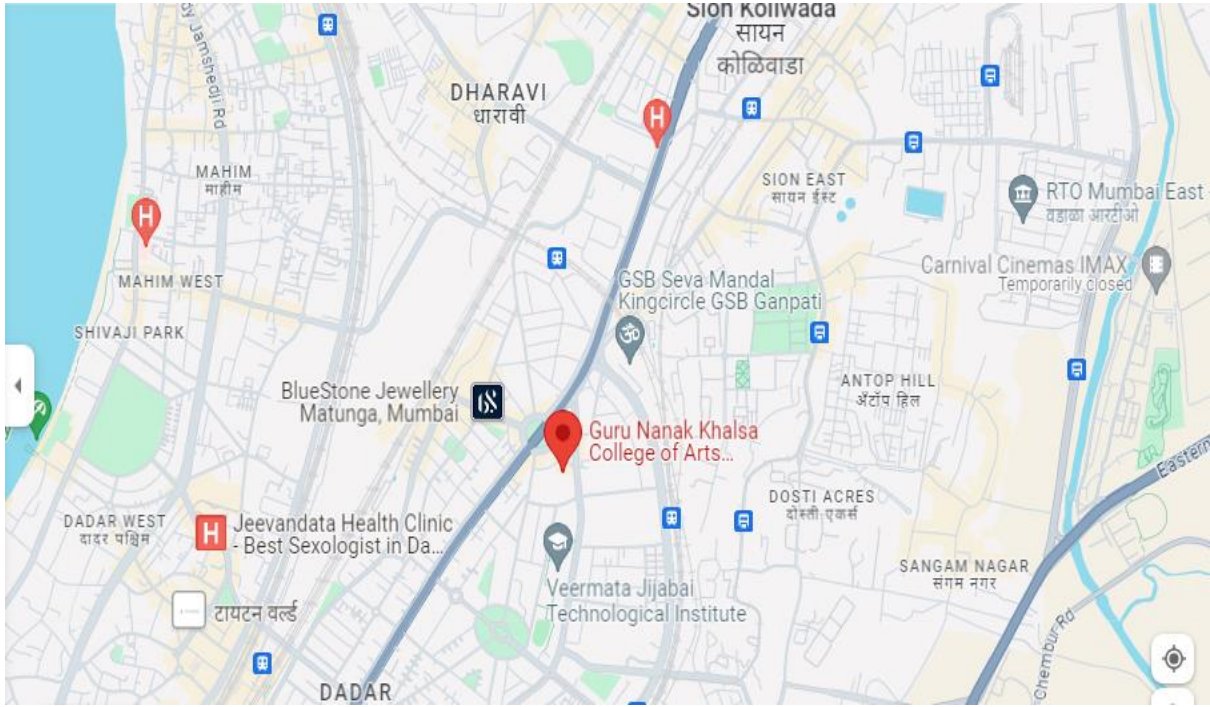 Sion Koliwada
सायन
कोळिवाडा
dy Jamshedji Rd
DHARAVI
धारावी
H
MAHIM
माहीम
SION EAST
सायन ईस्ट
RTO Mumbai East
वडाळा आरटीओ
H
Carnival Cinemas IMAX
Temporarily closed
MAHIM WEST
GSB Seva Mandal
Kingcircle GSB Ganpati
SHIVAJI PARK
BlueStone Jewellery
Matunga, Mumbai
ANTOP HILL
अँटॉप हिल
Guru Nanak Khalsa
College of Arts...
Eastern
DOSTI ACRES
दोस्ती एकर्स
DADAR WEST
दादर पश्चिम
H
Jeevandata Health Clinic
- Best Sexologist in Da...
SANGAM NAGAR
संगम नगर
Veermata Jijabai
Technological Institute
टायटन वर्ल्ड
Chembur Rd
DADAR